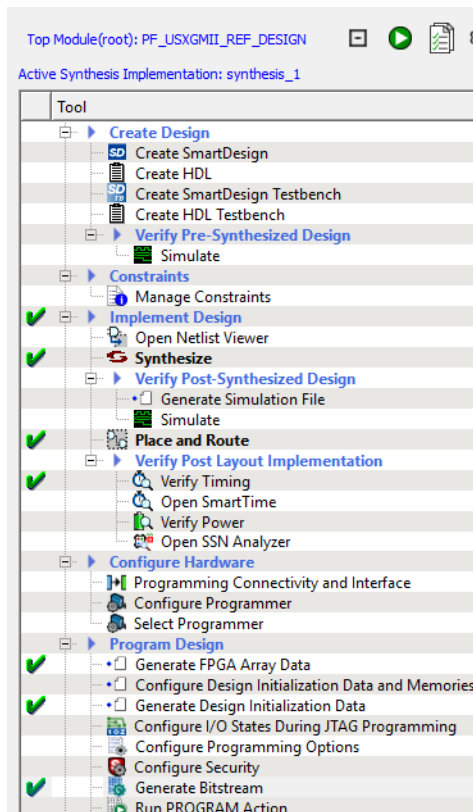 Top Module(root): PF_USXGMII_REF_DESIGN
Active Synthesis Implementation: synthesis_1
Tool
Create Design
Create SmartDesign
Create HDL
Create SmartDesign Testbench
Create HDL Testbench
Verify Pre-Synthesized Design
Simulate
Constraints
Manage Constraints
Implement Design
Open Netlist Viewer
Synthesize
Verify Post-Synthesized Design
Generate Simulation File
Simulate
Place and Route
Verify Post Layout Implementation
Verify Timing
Open SmartTime
Verify Power
Open SSN Analyzer
Configure Hardware
Programming Connectivity and Interface
Configure Programmer
Select Programmer
Program Design
Generate FPGA Array Data
Configure Design Initialization Data and Memories
Generate Design Initialization Data
Configure I/O States During JTAG Programming
Configure Programming Options
Configure Security
Generate Bitstream
Run PROGRAM Action